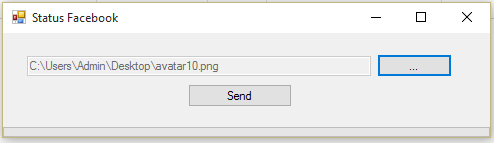 Status Facebook
C:\Users\Admin\Desktop\avatar10.png
...
Send